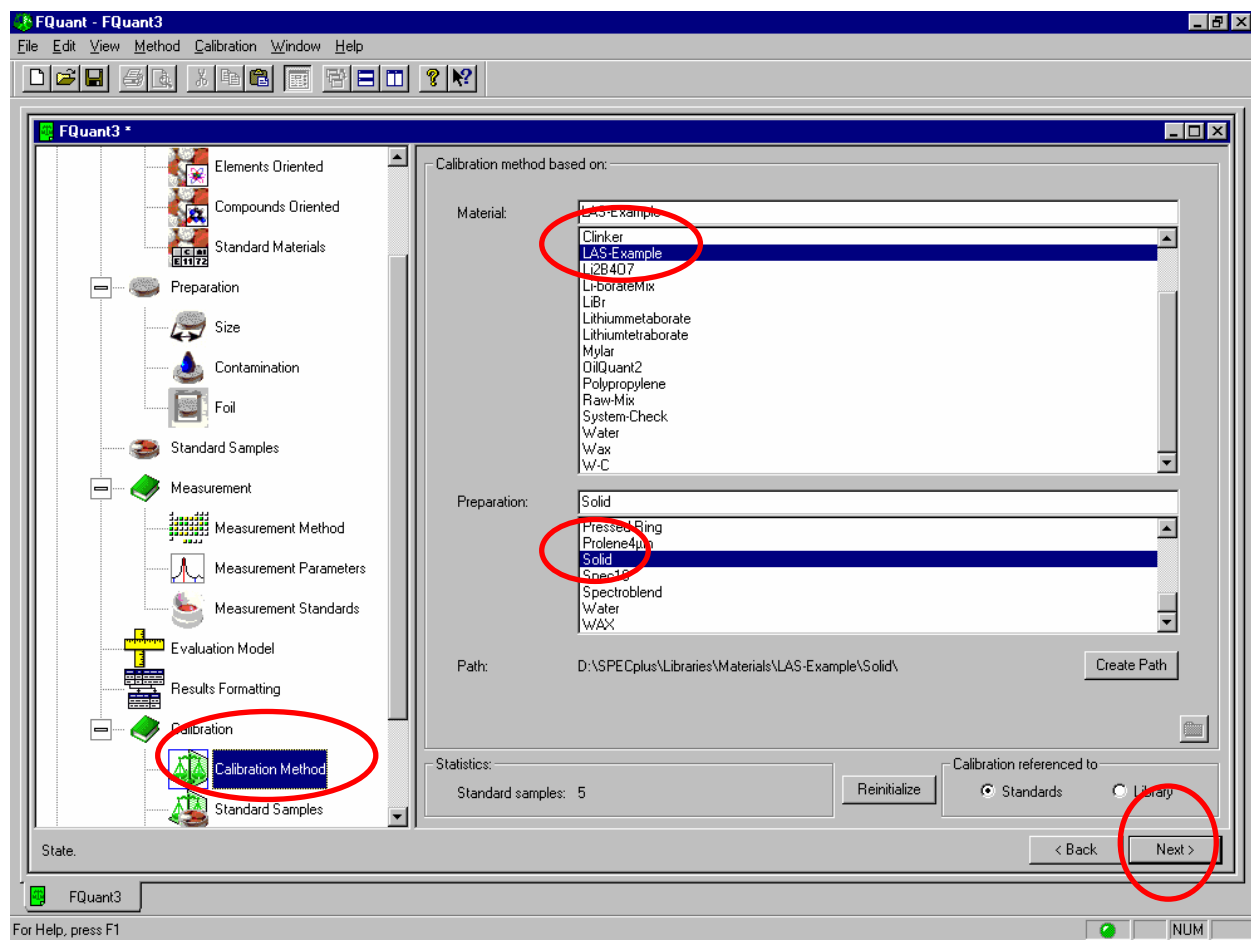 FQuant - FQuant3
File Edit View Method Calibration Window Help
FQuant3 *
Elements Oriented
Compounds Oriented
Standard Materials
Preparation
Size
Contamination
Foil
Standard Samples
Measurement
Measurement Method
Measurement Parameters
Measurement Standards
Evaluation Model
Results Formatting
Calibration
Calibration Method
Standard Samples
Calibration method based on:
Material: LAS-Example
Clinker
LAS-Example
Li2B4O7
Li-borateMix
LiBr
Lithiummetaborate
Lithiumtetraborate
Mylar
OilQuant2
Polypropylene
Raw-Mix
System-Check
Water
Wax
W-C
Preparation: Solid
Pressed Ring
Prolene4µm
Solid
Spec18
Spectroblend
Water
WAX
Path: D:\SPECplus\Libraries\Materials\LAS-Example\Solid\ Create Path
Statistics:
Standard samples: 5
Reinitialize
Calibration referenced to
Standards Library
State.
< Back Next >
FQuant3
For Help, press F1 NUM